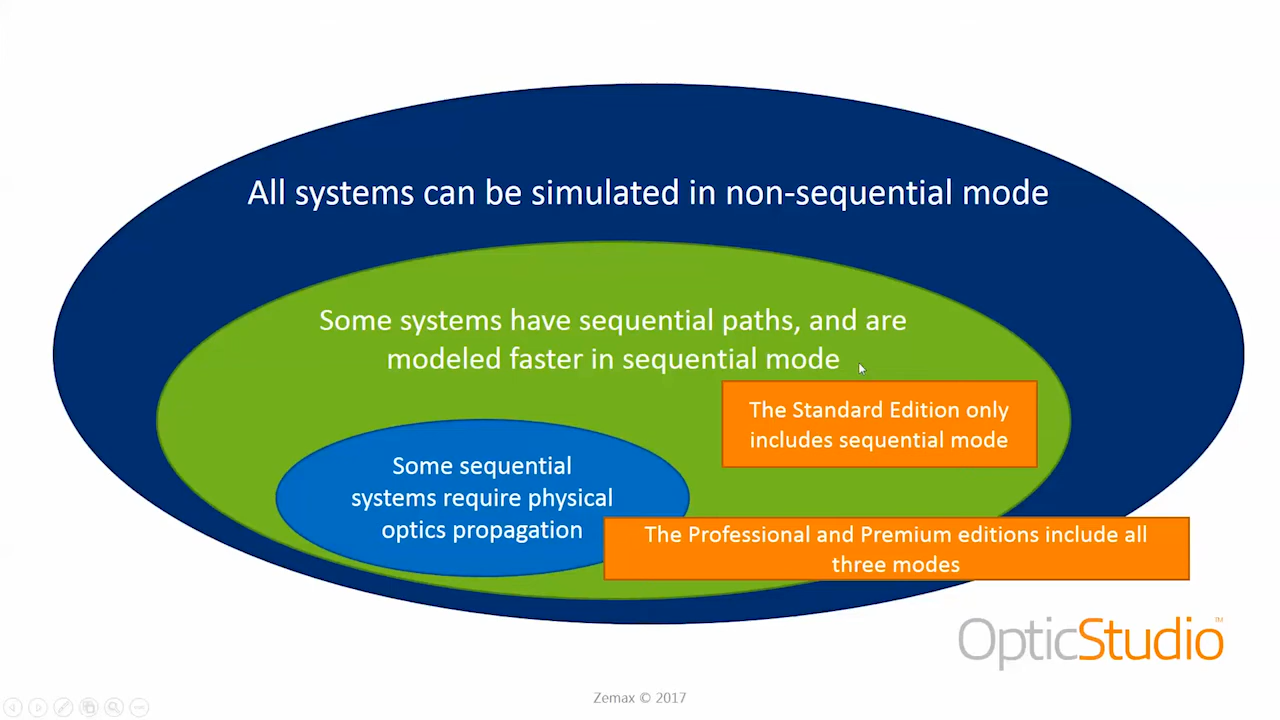 All systems can be simulated in non-sequential mode
Some systems have sequential paths, and are
modeled faster in sequential mode
The Standard Edition only
includes sequential mode
Some sequential
systems require physical
optics propagation
The Professional and Premium editions include all
three modes
OpticStudio™
Zemax © 2017